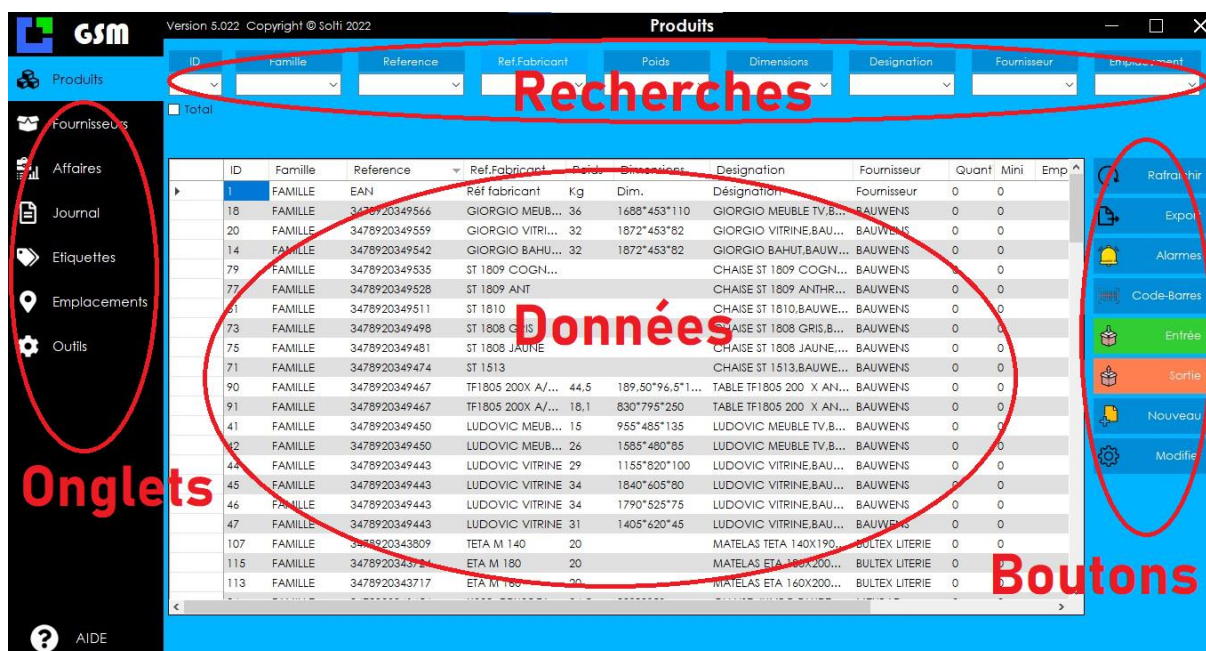 GSM Version 5.022 Copyright © Solti 2022 Produits
ID Famille Reference Ref.Fabricant Poids Dimensions Designation Fournisseur
Recherches
Total
Produits
Fournisseurs
Affaires
Journal
Etiquettes
Emplacements
Outils
Onglets
AIDE
ID Famille Reference Ref.Fabricant Poids Dimensions Designation Fournisseur Quant Mini Emp
1 FAMILLE EAN Réf fabricant Kg Dim. Désignation Fournisseur 0 0
18 FAMILLE 3478920349566 GIORGIO MEUB... 36 1688*453*110 GIORGIO MEUBLE TV,B... BAUWENS 0 0
20 FAMILLE 3478920349559 GIORGIO VITRI... 32 1872*453*82 GIORGIO VITRINE,BAU... BAUWENS 0 0
14 FAMILLE 3478920349542 GIORGIO BAHU... 32 1872*453*82 GIORGIO BAHUT,BAUW... BAUWENS 0 0
79 FAMILLE 3478920349535 ST 1809 COGN... CHAISE ST 1809 COGN... BAUWENS 0 0
77 FAMILLE 3478920349528 ST 1809 ANT CHAISE ST 1809 ANTHR... BAUWENS 0 0
FAMILLE 3478920349511 ST 1810 CHAISE ST 1810,BAUWE... BAUWENS 0 0
73 FAMILLE 3478920349498 ST 1808 GRIS CHAISE ST 1808 GRIS,B... BAUWENS 0 0
Données
75 FAMILLE 3478920349481 ST 1808 JAUNE CHAISE ST 1808 JAUNE,... BAUWENS 0 0
71 FAMILLE 3478920349474 ST 1513 CHAISE ST 1513,BAUWE... BAUWENS 0 0
90 FAMILLE 3478920349467 TF1805 200X A/... 44,5 189,50*96,5*1... TABLE TF1805 200 X AN... BAUWENS 0 0
91 FAMILLE 3478920349467 TF1805 200X A/... 18,1 830*795*250 TABLE TF1805 200 X AN... BAUWENS 0 0
41 FAMILLE 3478920349450 LUDOVIC MEUB... 15 955*485*135 LUDOVIC MEUBLE TV,B... BAUWENS 0 0
42 FAMILLE 3478920349450 LUDOVIC MEUB... 26 1585*480*85 LUDOVIC MEUBLE TV,B... BAUWENS 0 0
44 FAMILLE 3478920349443 LUDOVIC VITRINE 29 1155*820*100 LUDOVIC VITRINE,BAU... BAUWENS 0 0
45 FAMILLE 3478920349443 LUDOVIC VITRINE 34 1840*605*80 LUDOVIC VITRINE,BAU... BAUWENS 0 0
46 FAMILLE 3478920349443 LUDOVIC VITRINE 34 1790*525*75 LUDOVIC VITRINE,BAU... BAUWENS 0 0
47 FAMILLE 3478920349443 LUDOVIC VITRINE 31 1405*620*45 LUDOVIC VITRINE,BAU... BAUWENS 0 0
107 FAMILLE 3478920343809 TETA M 140 20 MATELAS TETA 140X190... BULTEX LITERIE 0 0
115 FAMILLE 3478920343724 ETA M 180 20 MATELAS ETA 180X200... BULTEX LITERIE 0 0
113 FAMILLE 3478920343717 ETA M 160 20 MATELAS ETA 160X200... BULTEX LITERIE 0 0
Rafraichir
Export
Alarmes
Code-Barres
Entrée
Sortie
Nouveau
Modifier
Boutons